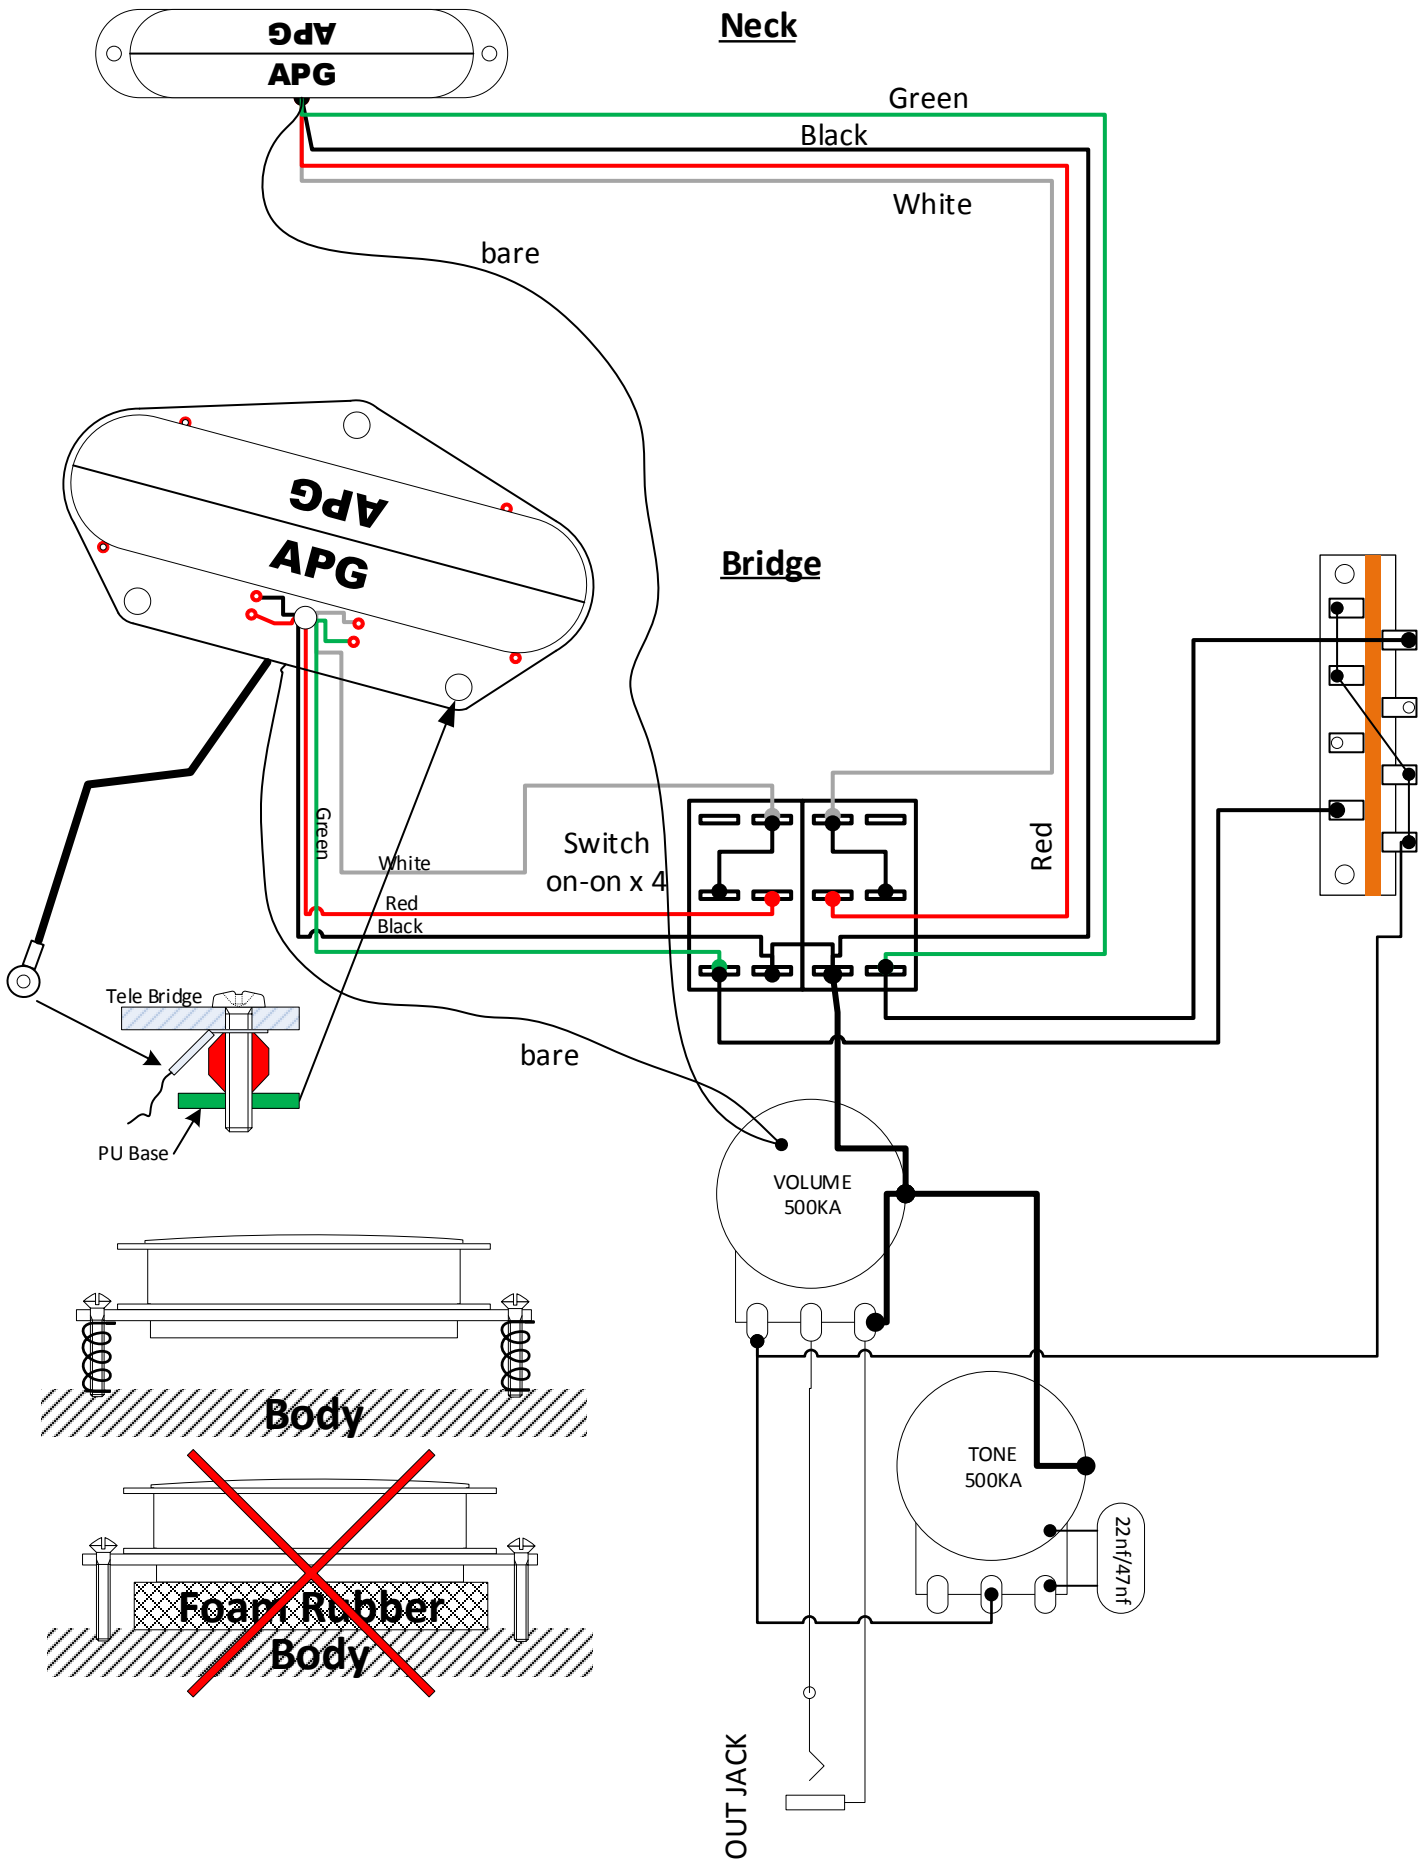 Neck
APG
APG
Green
Black
White
bare
APG
APG
Bridge
Green
White
Switch
on-on x 4
Red
Red
Black
Tele Bridge
bare
PU Base
VOLUME
500KA
Body
TONE
500KA
22nf/47nf
Foam Rubber
Body
OUT JACK